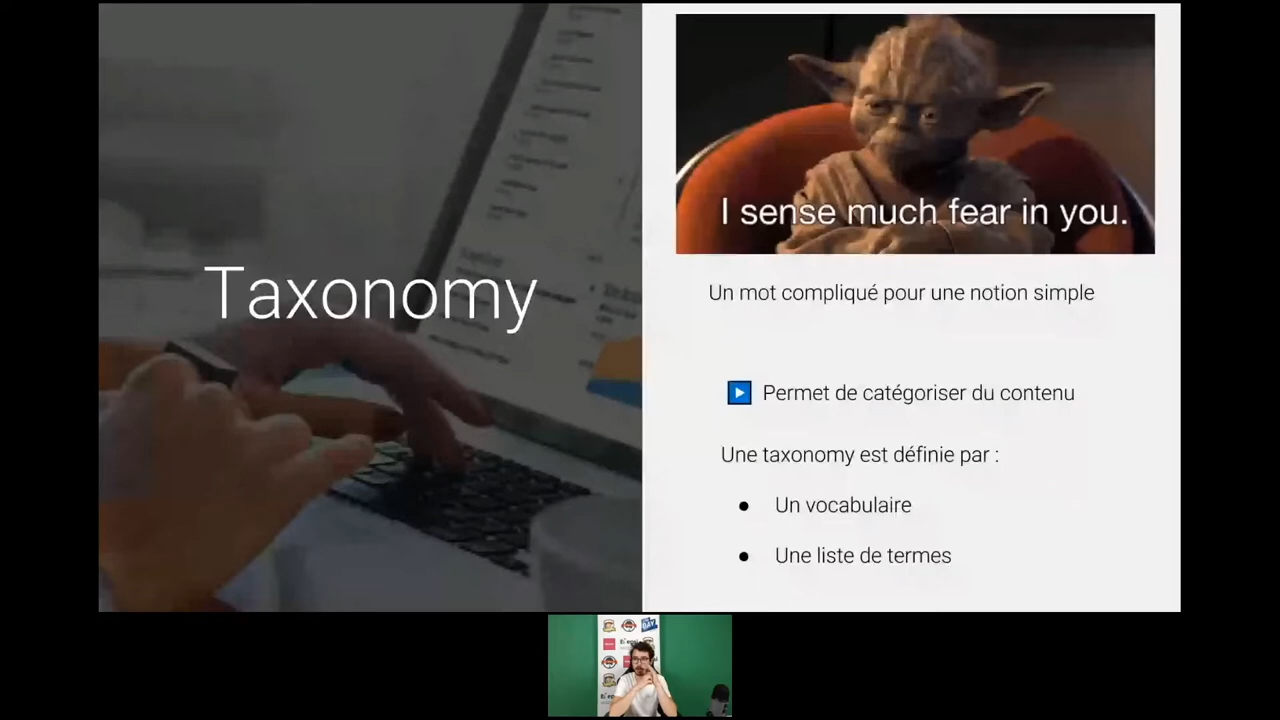 Taxonomy
I sense much fear in you.
Un mot compliqué pour une notion simple
Permet de catégoriser du contenu
Une taxonomy est définie par :
● Un vocabulaire
● Une liste de termes